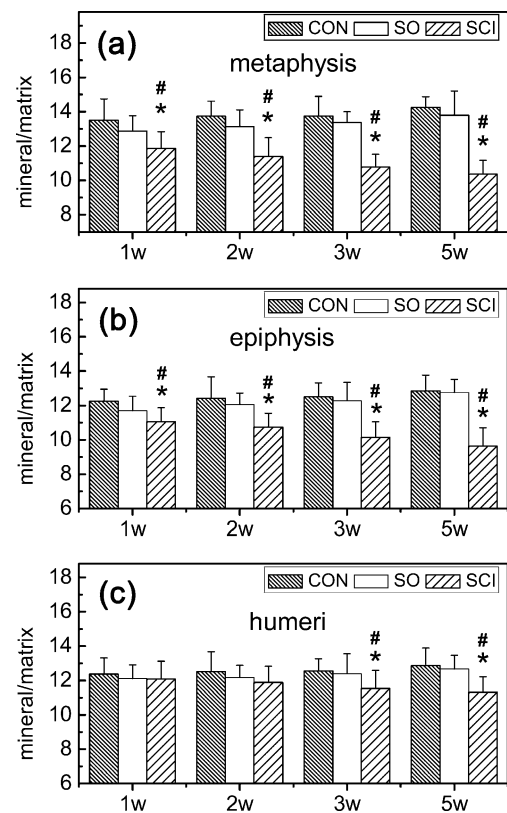 (a)
CON SO SCI
metaphysis
mineral/matrix
18
16
14
12
10
8
# # # #
* * * *
1w 2w 3w 5w
(b)
CON SO SCI
epiphysis
mineral/matrix
18
16
14
12
10
8
6
# # # #
* * * *
1w 2w 3w 5w
(c)
CON SO SCI
humeri
mineral/matrix
18
16
14
12
10
8
6
# #
* *
1w 2w 3w 5w